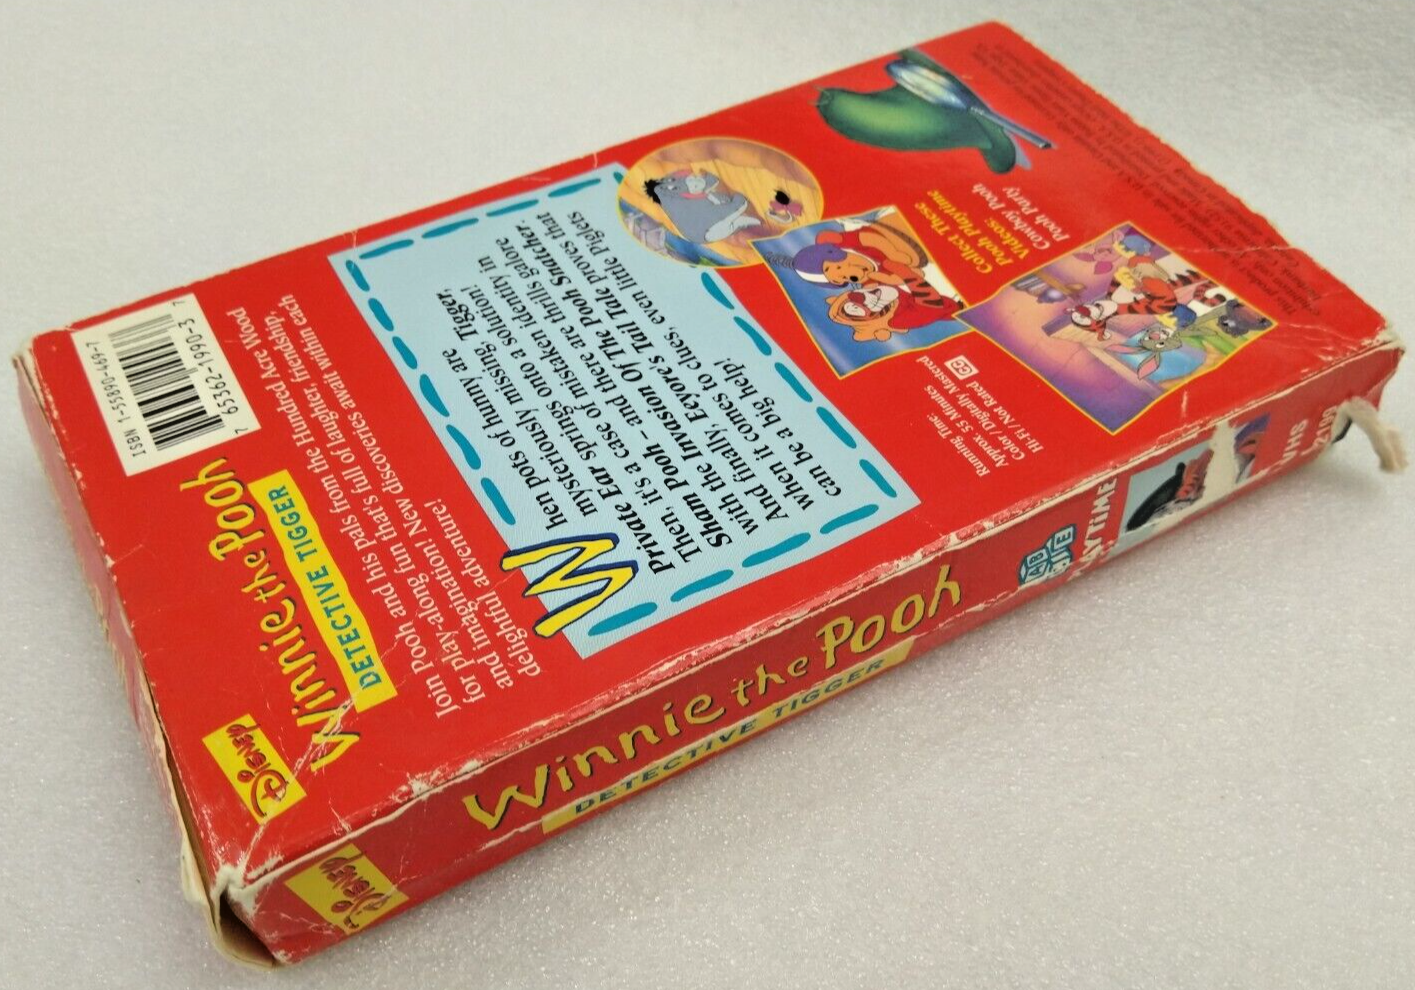 Disney
Winnie the Pooh
DETECTIVE TIGGER
Join Pooh and his pals from the Hundred Acre Wood
for play-along fun that's full of laughter, friendship,
and imagination! New discoveries await within each
delightful adventure!
ISBN 1-55890-469-7
7
65362-1990-3
7
When pots of hunny are
mysteriously missing, Tigger,
Private Ear springs onto a solution!
Then, it's a case of mistaken identity in
Sham Pooh - and there are thrills galore
with the Invasion Of The Pooh Snatcher.
And finally, Eeyore's Tail Tale proves that
when it comes to clues, even little Piglets
can be a big help!
Collect These
Pooh Playtime
Videos:
Cowboy Pooh
Pooh Party
Running Time:
Approx. 55 Minutes
Color Digitally Mastered
Hi-Fi / Not Rated CC
Disney
Winnie the Pooh
DETECTIVE TIGGER
VHS